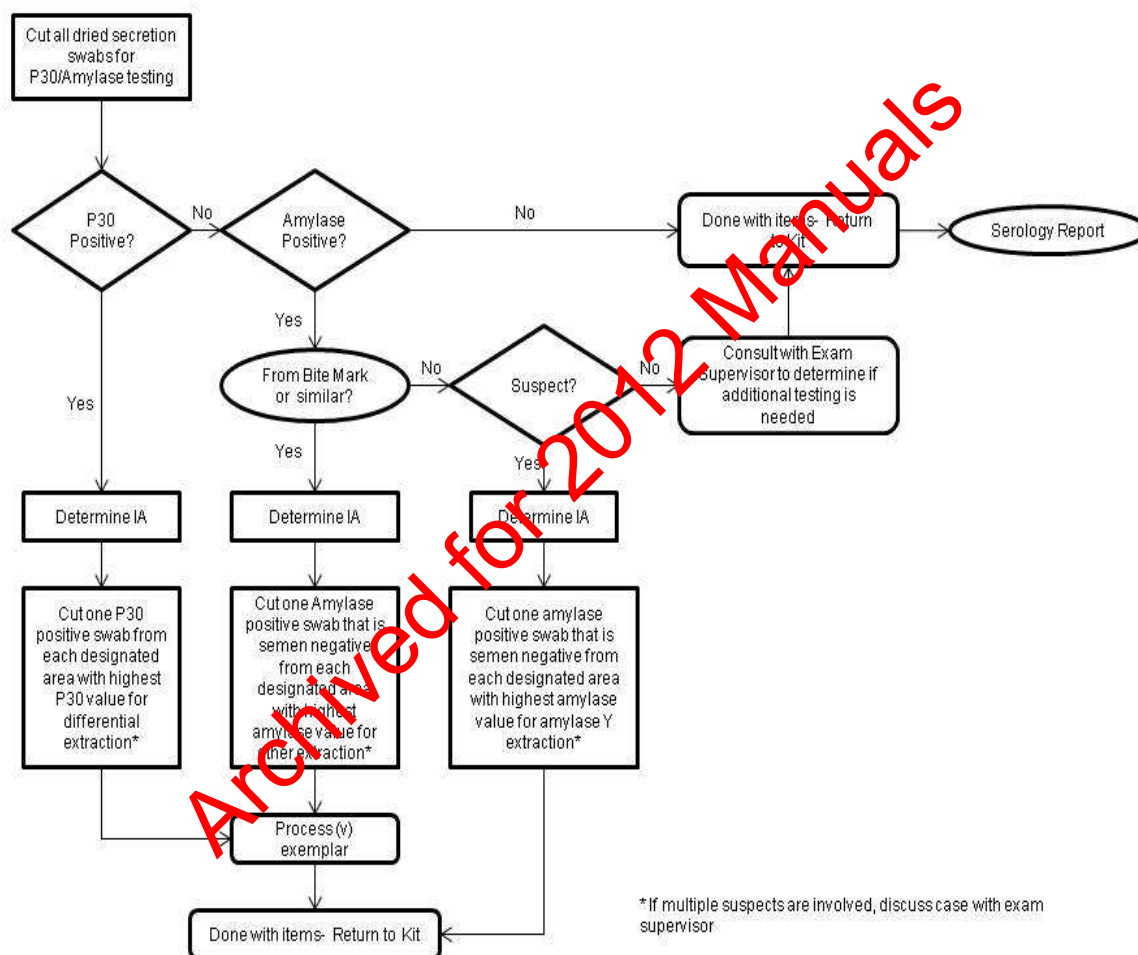 Cut all dried secretion
swabs for
P30/Amylase testing
P30
Positive?
No
Amylase
Positive?
No
Done with items- Return
to Kit
Serology Report
Yes
Yes
From Bite Mark
or similar?
No
Suspect?
No
Consult with Exam
Supervisor to determine if
additional testing is
needed
Yes
Yes
Determine IA
Determine IA
Determine IA
Cut one P30
positive swab from
each designated
area with highest
P30 value for
differential
extraction*
Cut one Amylase
positive swab that is
semen negative
from each
designated area
with highest
amylase value for
other extraction*
Cut one amylase
positive swab that is
semen negative from
each designated area
with highest amylase
value for amylase Y
extraction*
Process (v)
exemplar
Done with items- Return to Kit
* If multiple suspects are involved, discuss case with exam
supervisor
Archived for 2012 Manuals